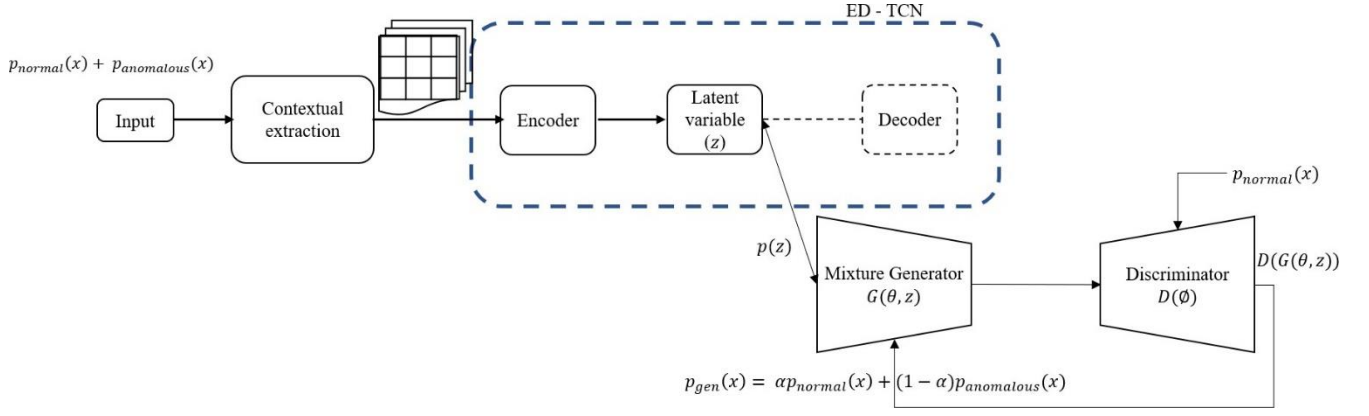 ED - TCN
p_normal(x) + p_anomalous(x)
Input
Contextual
extraction
Encoder
Latent
variable
(z)
Decoder
p_normal(x)
p(z)
Mixture Generator
G(θ, z)
Discriminator
D(∅)
D(G(θ, z))
p_gen(x) = αp_normal(x) + (1 − α)p_anomalous(x)